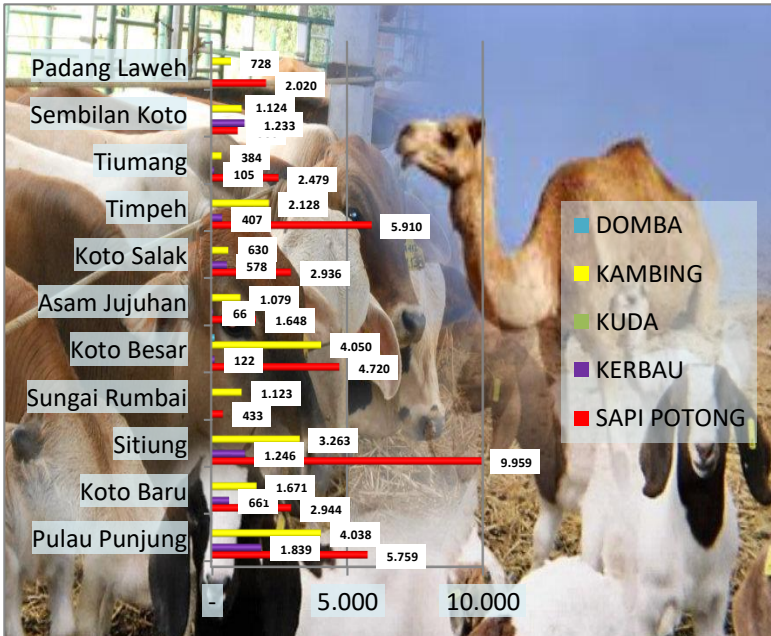 Padang Laweh
728
2.020
Sembilan Koto
1.124
1.233
Tiumang
384
105
2.479
Timpeh
2.128
407
5.910
Koto Salak
630
578
2.936
Asam Jujuhan
1.079
66
1.648
Koto Besar
4.050
122
4.720
Sungai Rumbai
1.123
433
Sitiung
3.263
1.246
9.959
Koto Baru
1.671
661
2.944
Pulau Punjung
4.038
1.839
5.759
-
5.000
10.000
DOMBA
KAMBING
KUDA
KERBAU
SAPI POTONG